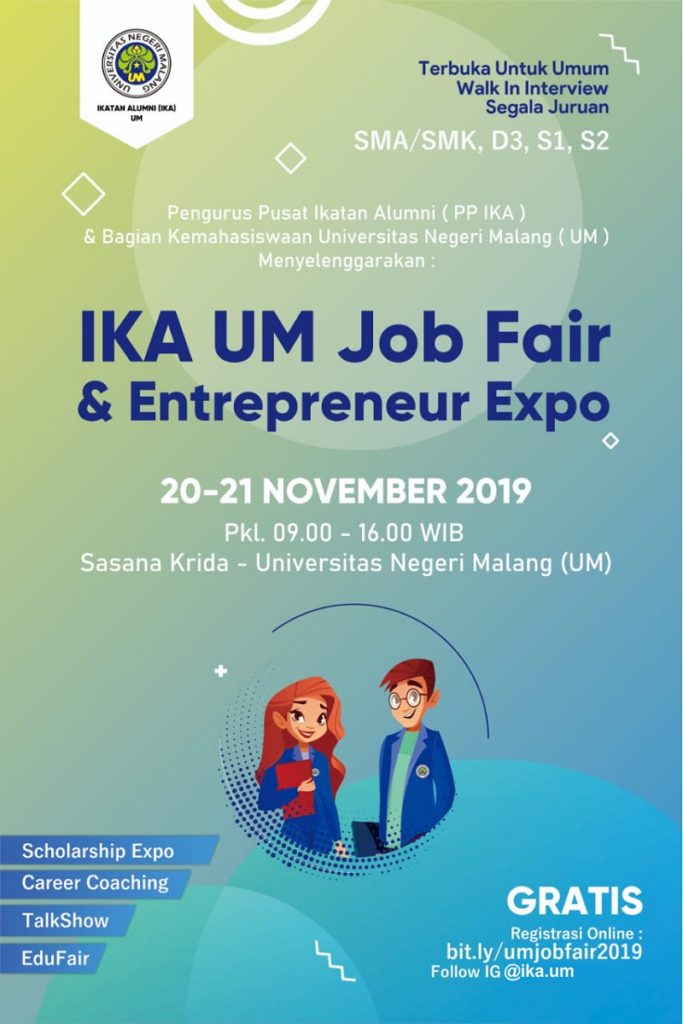 UNIVERSITAS NEGERI MALANG
UM
IKATAN ALUMNI (IKA)
UM
Terbuka Untuk Umum
Walk In Interview
Segala Juruan
SMA/SMK, D3, S1, S2
Pengurus Pusat Ikatan Alumni ( PP IKA )
& Bagian Kemahasiswaan Universitas Negeri Malang ( UM )
Menyelenggarakan :
IKA UM Job Fair
& Entrepreneur Expo
20-21 NOVEMBER 2019
Pkl. 09.00 - 16.00 WIB
Sasana Krida - Universitas Negeri Malang (UM)
Scholarship Expo
Career Coaching
TalkShow
EduFair
GRATIS
Registrasi Online :
bit.ly/umjobfair2019
Follow IG @ika.um